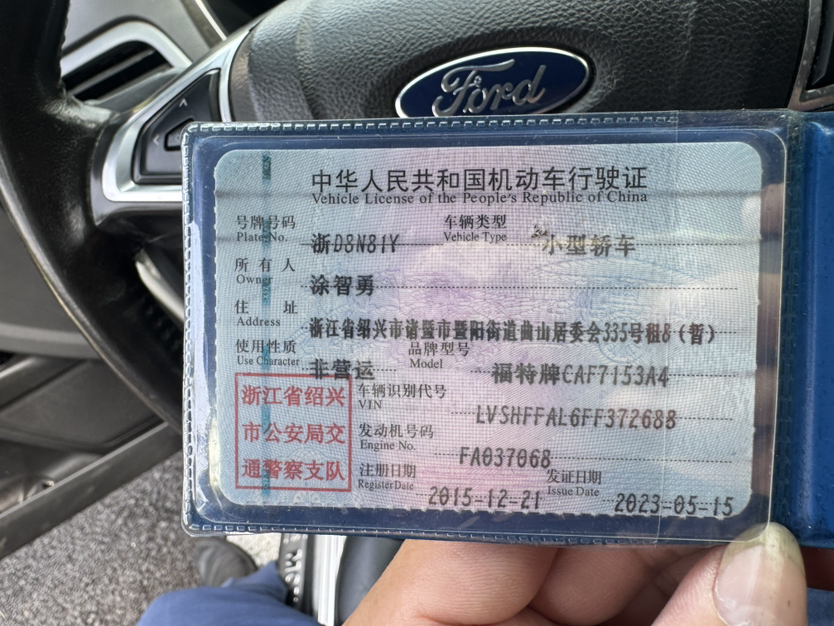 Ford
中华人民共和国机动车行驶证
Vehicle License of the People's Republic of China
号牌号码 浙D8N81Y 车辆类型 小型轿车
Plate No. Vehicle Type
所有人 涂智勇
Owner
住址 浙江省绍兴市诸暨市暨阳街道曲山居委会335号租8（暂）
Address
使用性质 非营运 品牌型号 福特牌CAF7153A4
Use Character Model
浙江省绍兴
市公安局交
通警察支队
车辆识别代号 LVSHFFAL6FF372688
VIN
发动机号码 FA037068
Engine No.
注册日期 2015-12-21 发证日期 2023-05-15
Register Date Issue Date